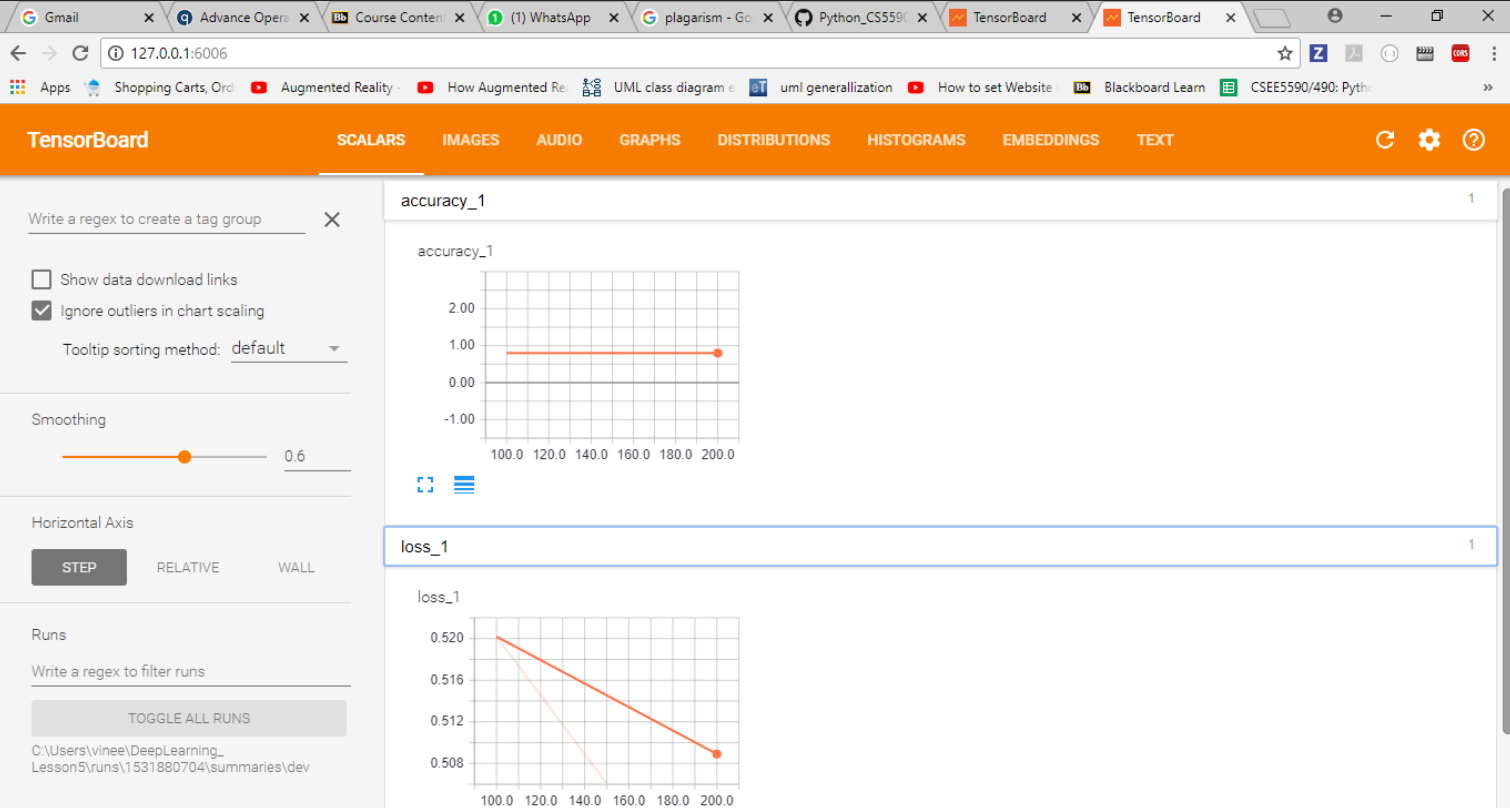 Gmail
Advance Opera
Course Content
(1) WhatsApp
plagarism - Go
Python_CS559
TensorBoard
TensorBoard
127.0.0.1:6006
Apps
Shopping Carts, Ord
Augmented Reality -
How Augmented Re
UML class diagram e
uml generallization
How to set Website
Bb Blackboard Learn
CSEE5590/490: Pyth
TensorBoard
SCALARS
IMAGES
AUDIO
GRAPHS
DISTRIBUTIONS
HISTOGRAMS
EMBEDDINGS
TEXT
Write a regex to create a tag group
Show data download links
Ignore outliers in chart scaling
Tooltip sorting method: default
Smoothing
0.6
Horizontal Axis
STEP RELATIVE WALL
Runs
Write a regex to filter runs
TOGGLE ALL RUNS
C:\Users\vinee\DeepLearning_
Lesson5\runs\1531880704\summaries\dev
accuracy_1 1
accuracy_1
2.00
1.00
0.00
-1.00
100.0 120.0 140.0 160.0 180.0 200.0
loss_1 1
loss_1
0.520
0.516
0.512
0.508
100.0 120.0 140.0 160.0 180.0 200.0